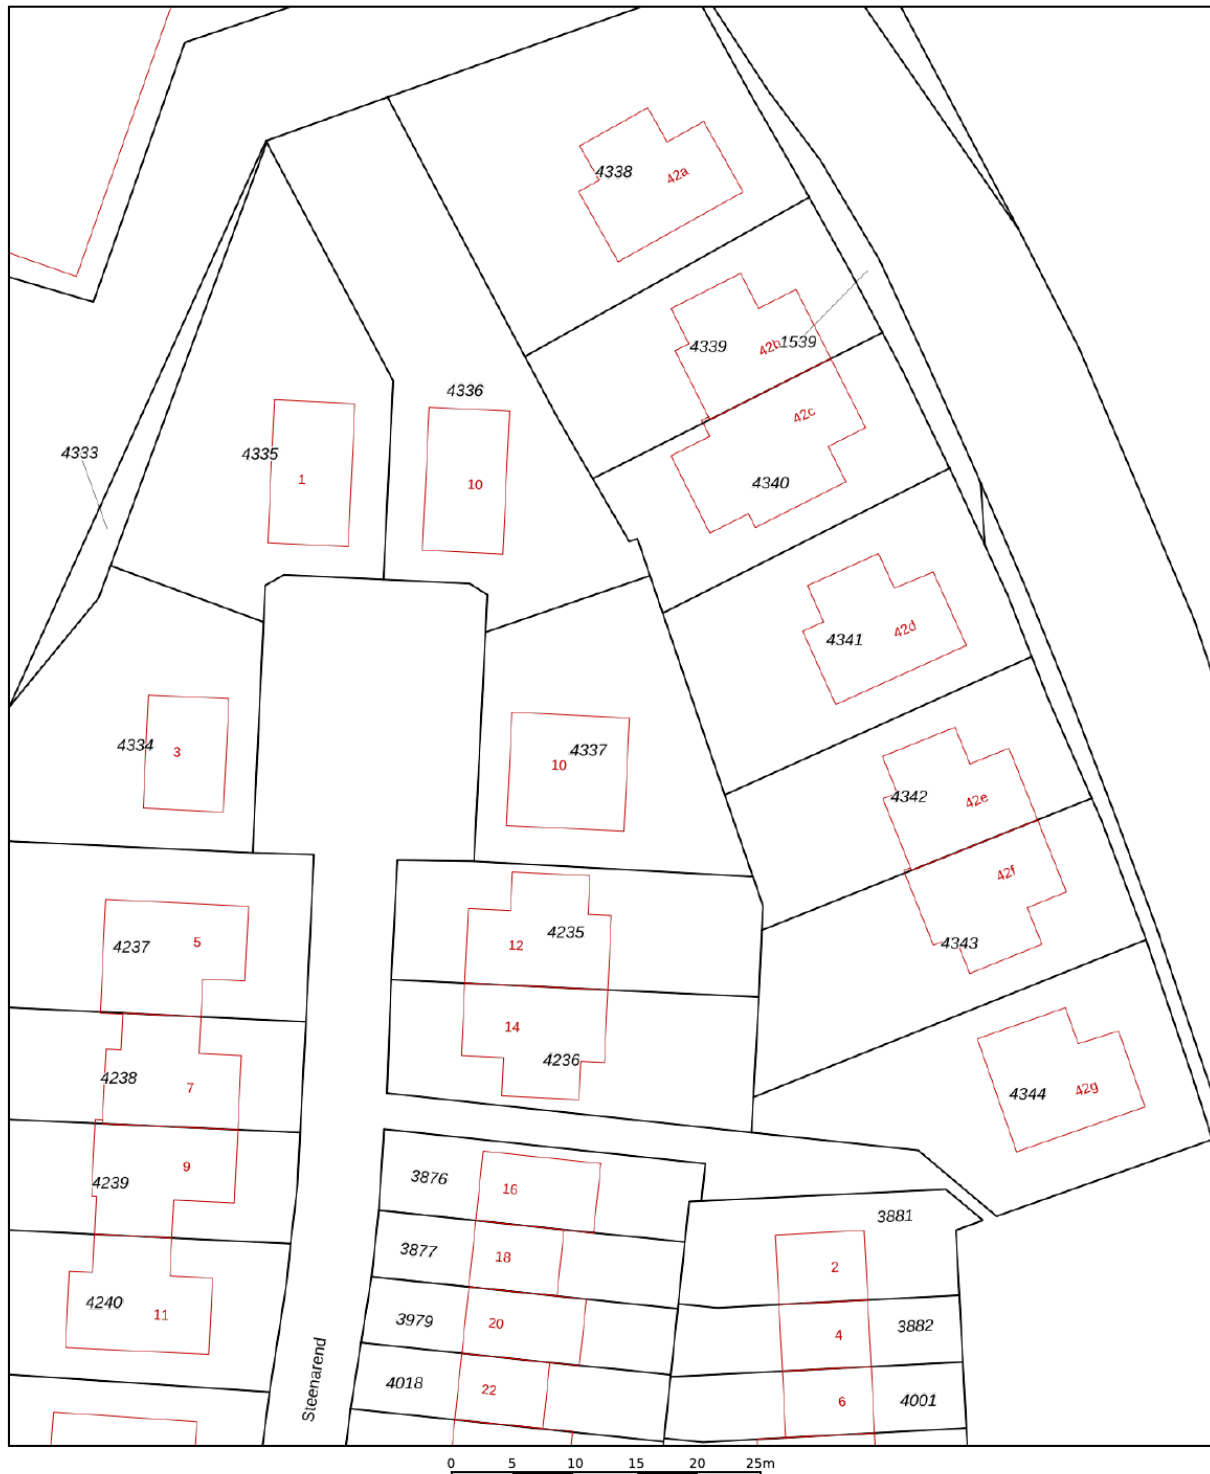 4338 42a
4339 42b 1539
42c
4336
4333 4335 1 10 4340
4341 42d
4334 3 4337 10
4342 42e
42f
4237 5 12 4235 4343
14
4238 7 4236 4344 42g
4239 9 3876 16
3881
3877 18 2
4240 11 3979 20 4 3882
4018 22 6 4001
Steenarend
0 5 10 15 20 25m